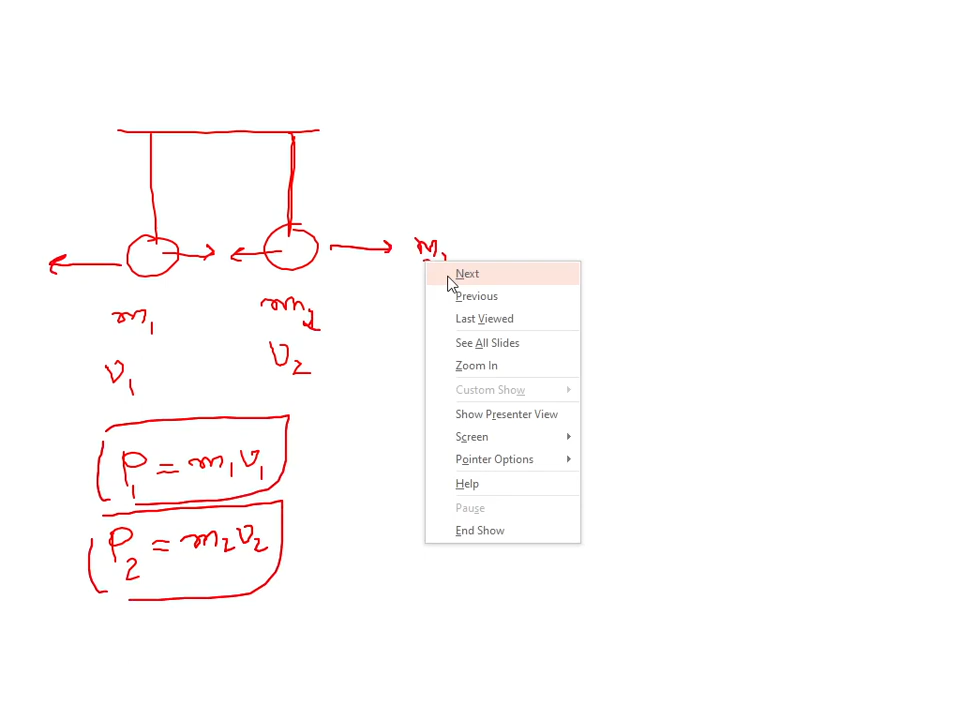 m₁
m₁
m₂
v₁
v₂
P₁ = m₁v₁
P₂ = m₂v₂
Next
Previous
Last Viewed
See All Slides
Zoom In
Custom Show
Show Presenter View
Screen
Pointer Options
Help
Pause
End Show